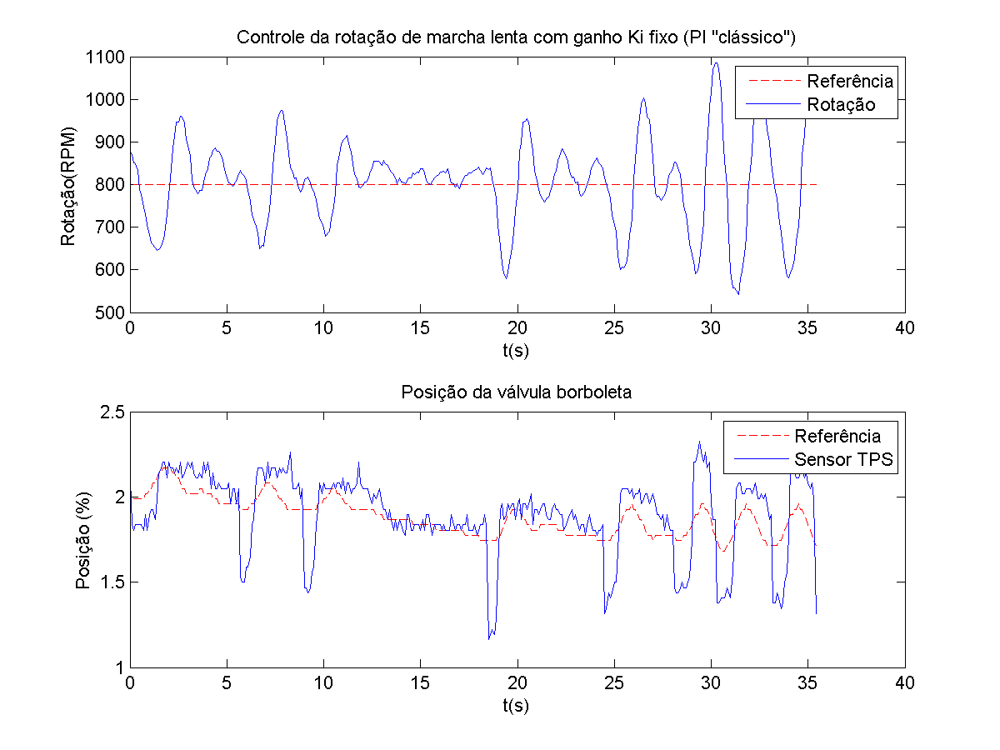 Controle da rotação de marcha lenta com ganho Ki fixo (PI "clássico")
1100
1000
900
800
700
600
500
Rotação(RPM)
Referência
Rotação
0 5 10 15 20 25 30 35 40
t(s)
Posição da válvula borboleta
2.5
2
1.5
1
Posição (%)
Referência
Sensor TPS
0 5 10 15 20 25 30 35 40
t(s)